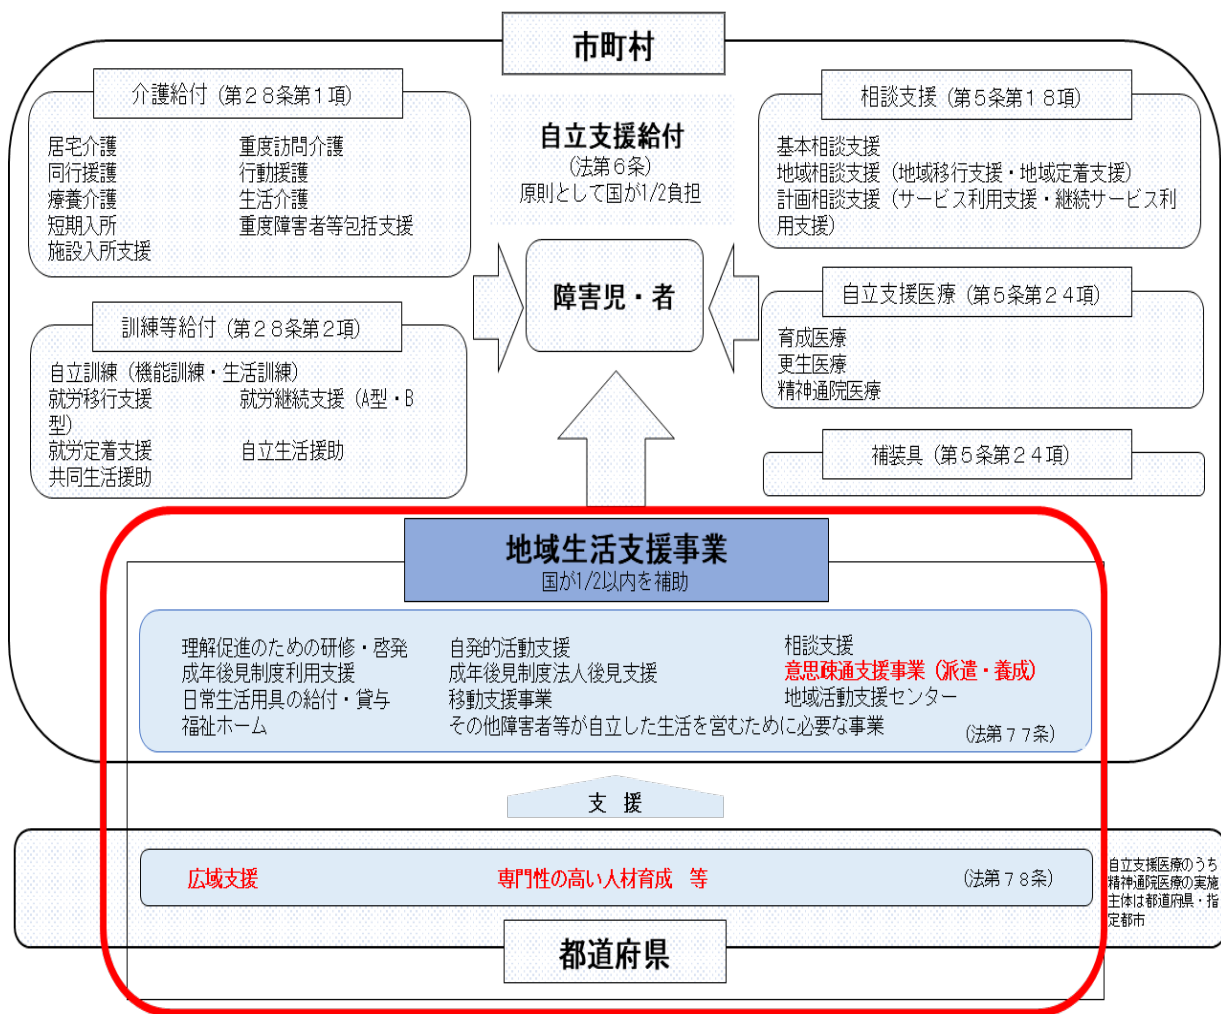 市町村
介護給付（第２８条第１項）
居宅介護　重度訪問介護
同行援護　行動援護
療養介護　生活介護
短期入所　重度障害者等包括支援
施設入所支援
訓練等給付（第２８条第２項）
自立訓練（機能訓練・生活訓練）
就労移行支援　就労継続支援（A型・B
型）
就労定着支援　自立生活援助
共同生活援助
自立支援給付
（法第６条）
原則として国が1/2負担
障害児・者
相談支援（第５条第１８項）
基本相談支援
地域相談支援（地域移行支援・地域定着支援）
計画相談支援（サービス利用支援・継続サービス利
用支援）
自立支援医療（第５条第２４項）
育成医療
更生医療
精神通院医療
補装具（第５条第２４項）
地域生活支援事業
国が1/2以内を補助
理解促進のための研修・啓発　自発的活動支援　相談支援
成年後見制度利用支援　成年後見制度法人後見支援　意思疎通支援事業（派遣・養成）
日常生活用具の給付・貸与　移動支援事業　地域活動支援センター
福祉ホーム　その他障害者等が自立した生活を営むために必要な事業
（法第７７条）
支　援
広域支援　専門性の高い人材育成　等　（法第７８条）
自立支援医療のうち
精神通院医療の実施
主体は都道府県・指
定都市
都道府県